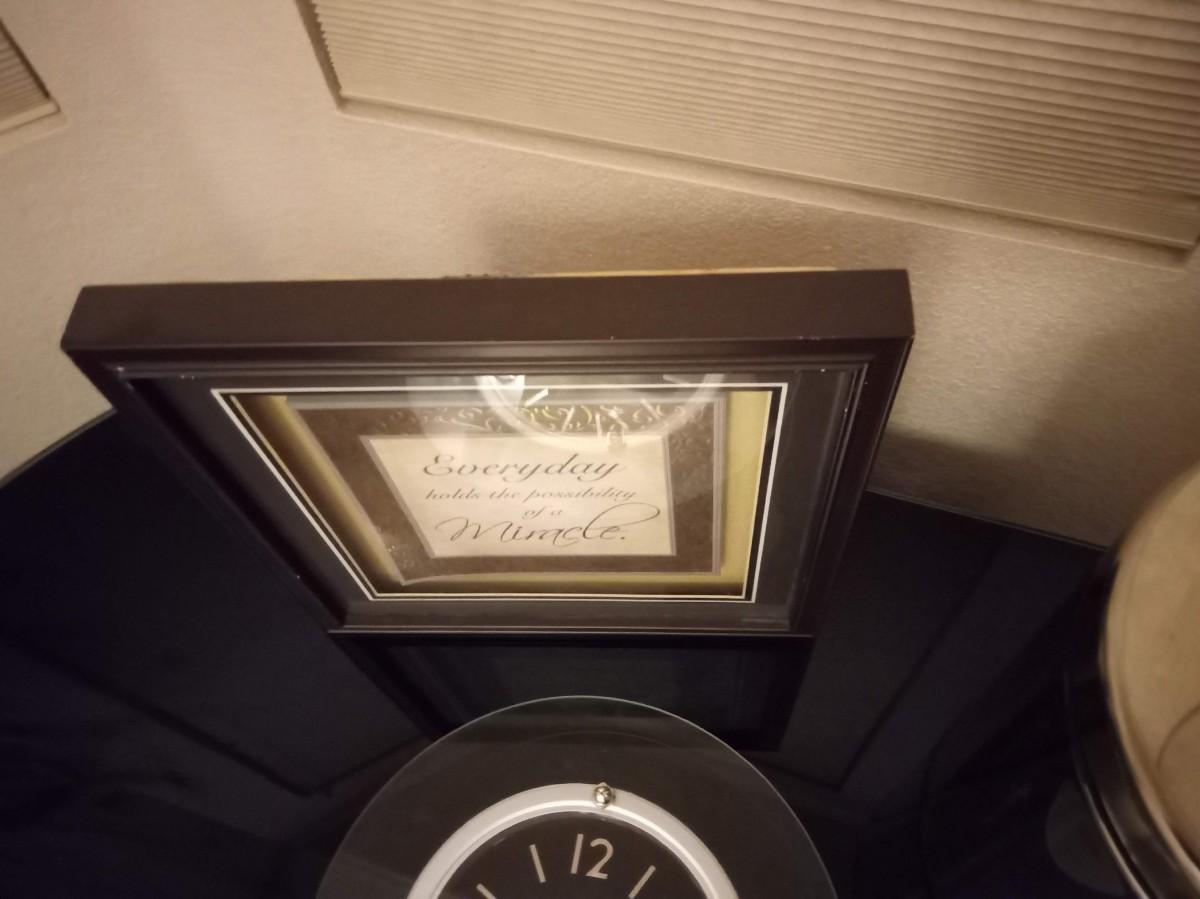 Everyday
holds the possibility
of a
Miracle.
12